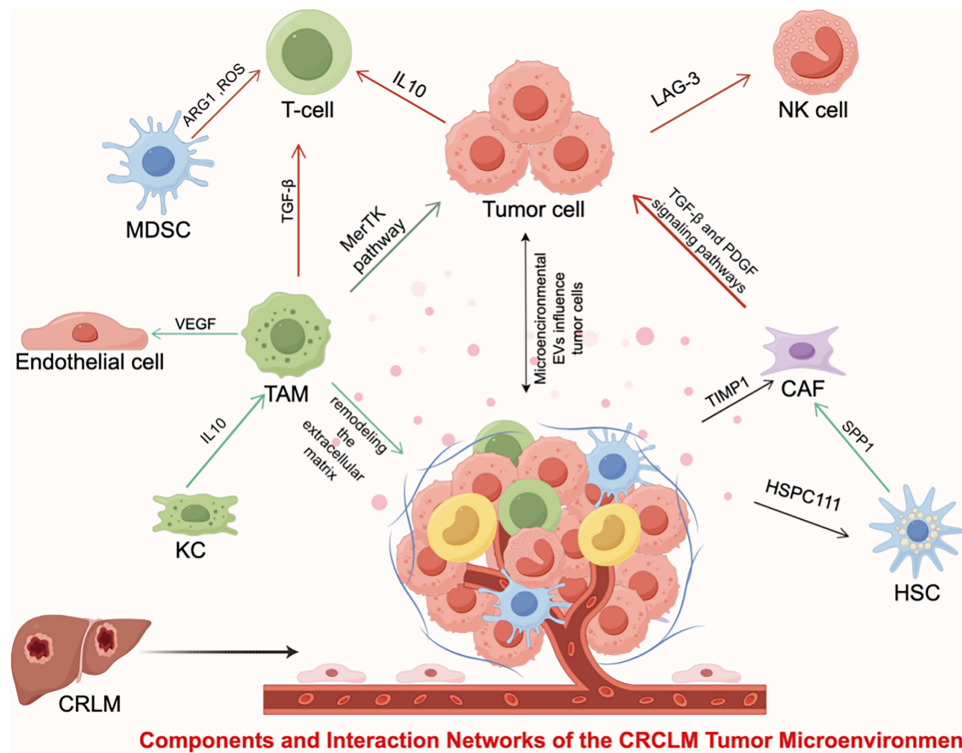 ARG1 ,ROS
T-cell
IL10
LAG-3
NK cell
MDSC
TGF-β
MerTK
pathway
Tumor cell
TGF-β and PDGF
signaling pathways
Microencironmental
EVs influence
tumor cells
VEGF
Endothelial cell
TAM
TIMP1
CAF
IL10
remodeling
the
extracellular
matrix
SPP1
KC
HSPC111
HSC
CRLM
Components and Interaction Networks of the CRCLM Tumor Microenvironmen